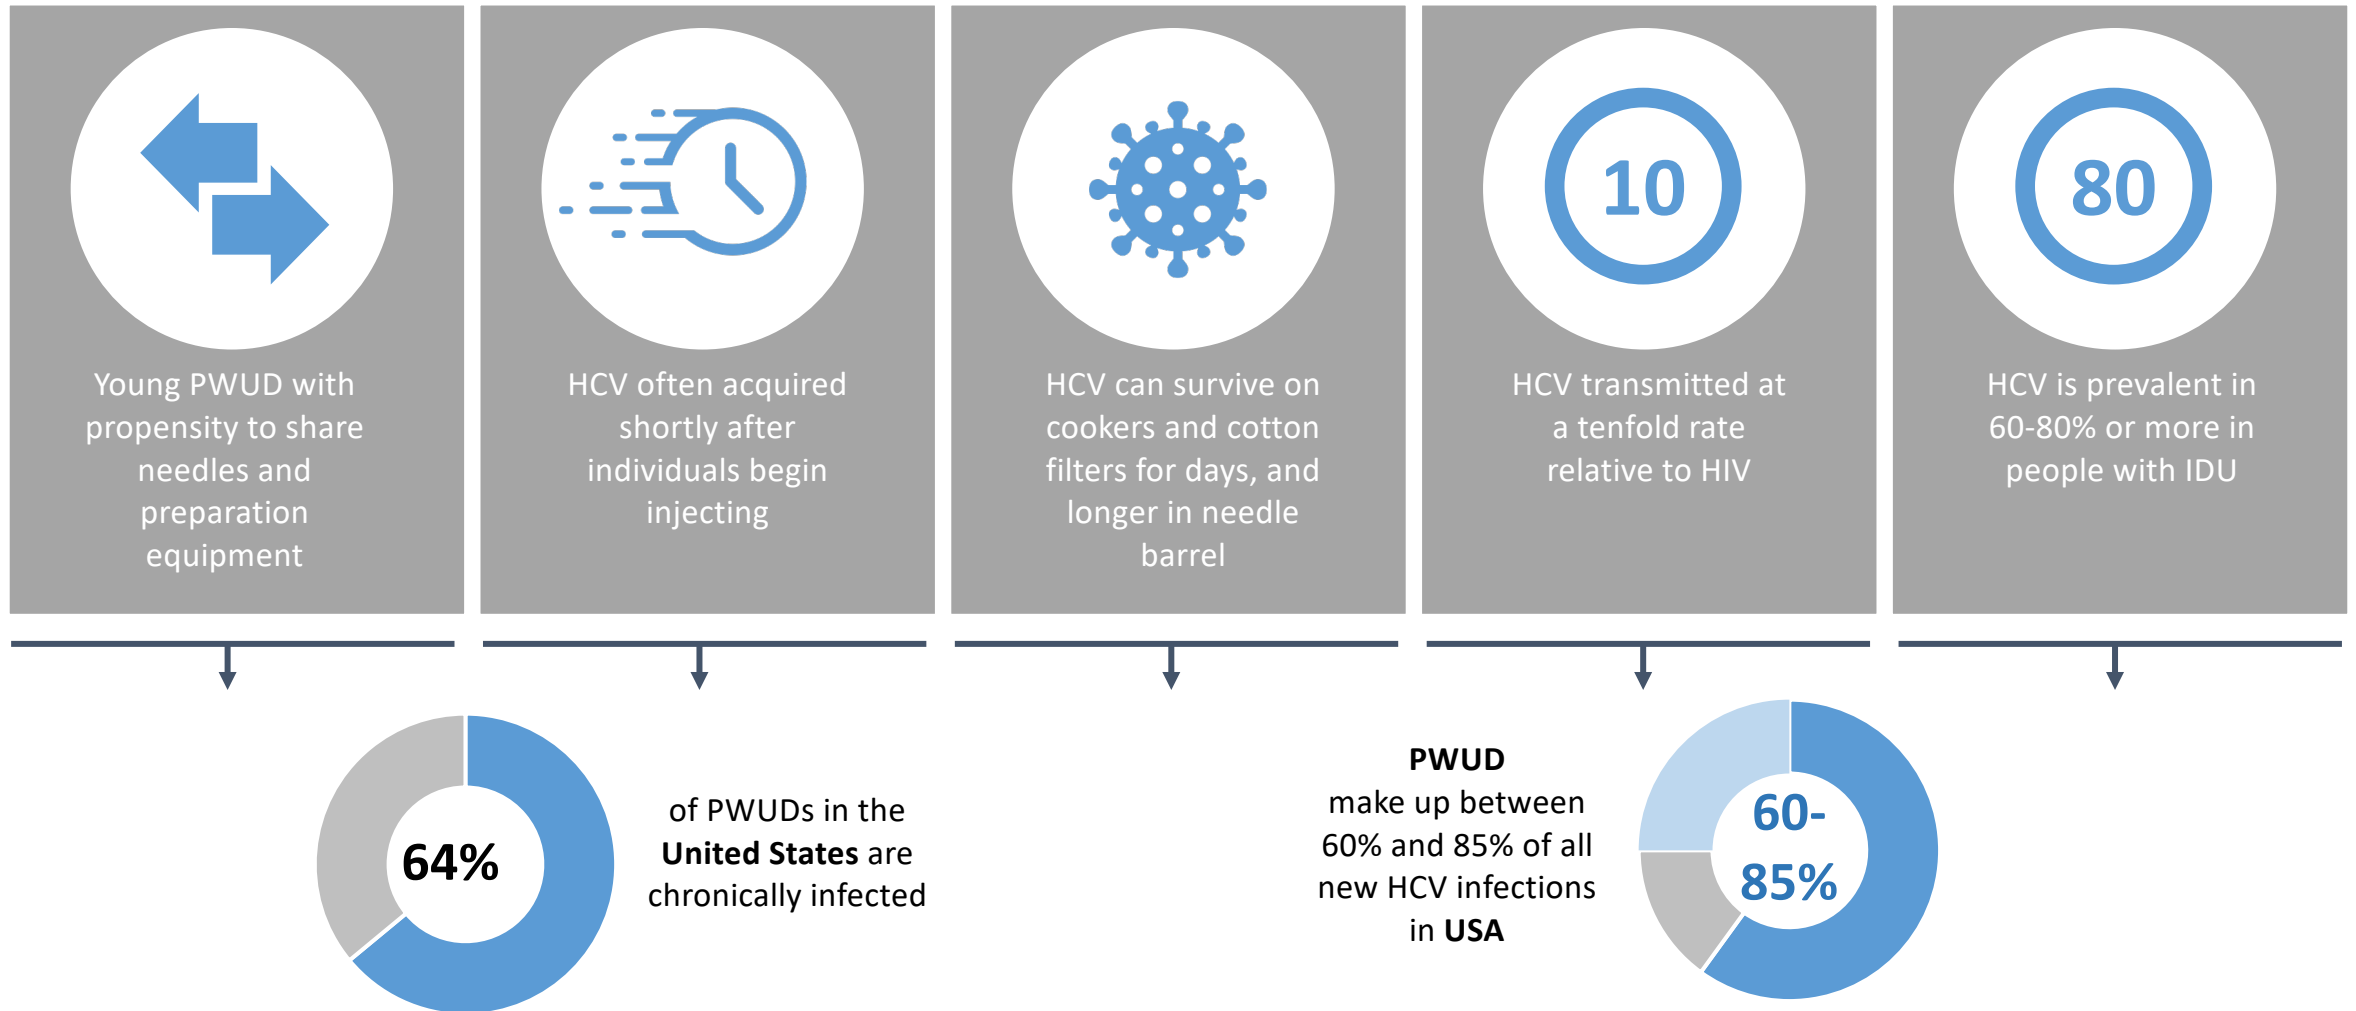 Young PWUD with
propensity to share
needles and
preparation
equipment
HCV often acquired
shortly after
individuals begin
injecting
HCV can survive on
cookers and cotton
filters for days, and
longer in needle
barrel
10
HCV transmitted at
a tenfold rate
relative to HIV
80
HCV is prevalent in
60-80% or more in
people with IDU
64%
of PWUDs in the
United States are
chronically infected
PWUD
make up between
60% and 85% of all
new HCV infections
in USA
60-
85%